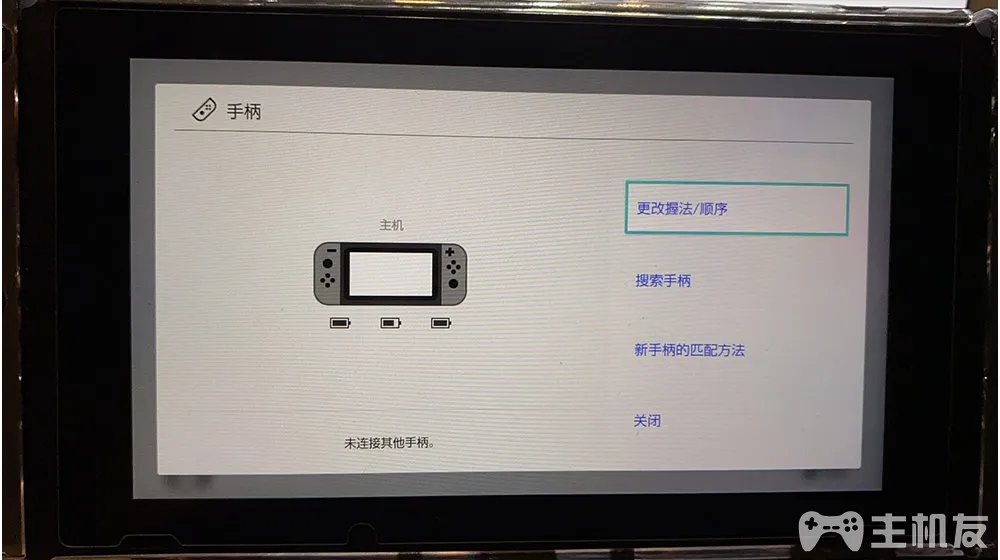 手柄
主机
更改握法/顺序
搜索手柄
新手柄的匹配方法
关闭
未连接其他手柄。
主机友